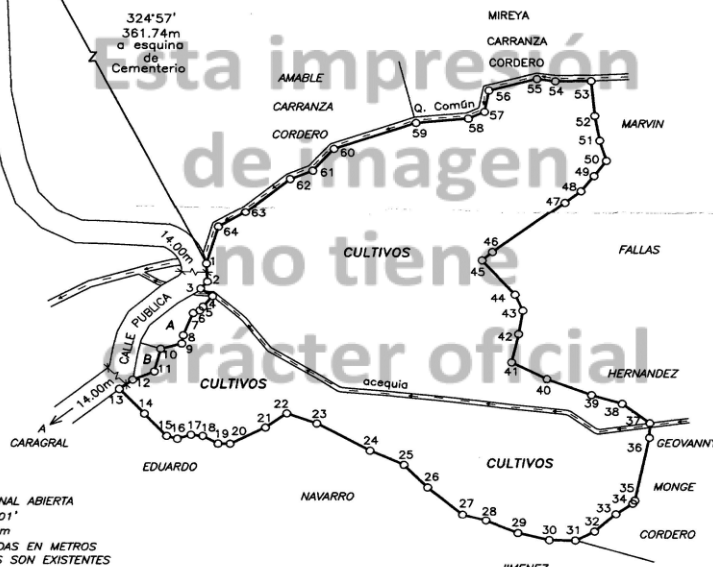 324°57'
361.74m
a esquina
de
Cementerio
MIREYA
CARRANZA
CORDERO
Esta impresión
de imagen
no tiene
carácter oficial
AMABLE
CARRANZA
CORDERO
Q. Común
55
54
53
56
57
58
59
52
MARVIN
51
50
49
48
47
60
61
62
63
64
14.00m
1
2
3
4
5
6
7
CULTIVOS
46
45
FALLAS
44
43
42
41
40
39
38
37
36
HERNANDEZ
GEOVANNY
CALLE PUBLICA
A
8
9
10
B
11
12
13
14.00m
CULTIVOS
acequia
A
CARAGRAL
14
15
16
17
18
19
20
21
22
23
24
25
26
27
28
29
30
31
33
34
35
EDUARDO
NAVARRO
JIMENEZ
CULTIVOS
MONGE
CORDERO
NAL ABIERTA
01'
m
DAS EN METROS
S SON EXISTENTES
32